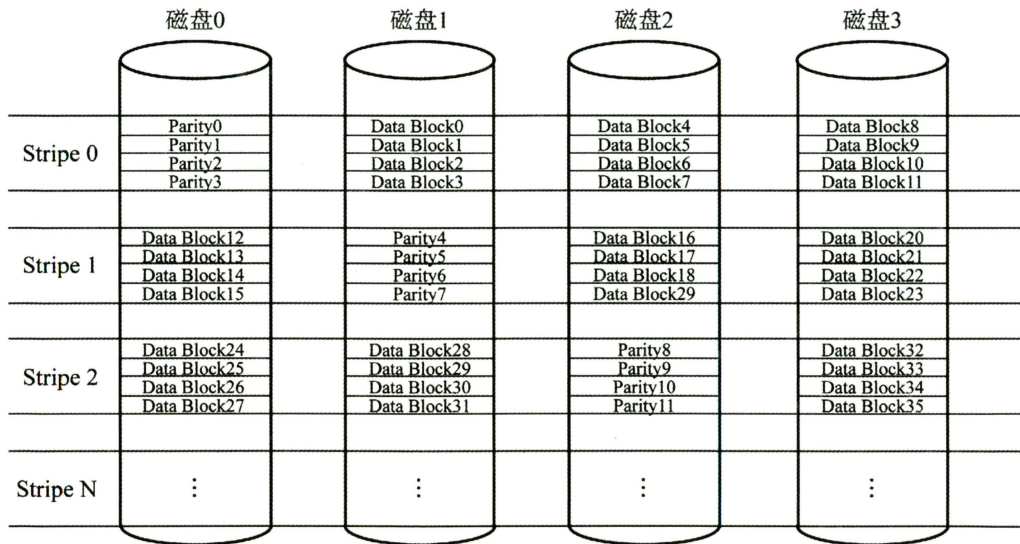 磁盘0 磁盘1 磁盘2 磁盘3
Parity0 Data Block0 Data Block4 Data Block8
Parity1 Data Block1 Data Block5 Data Block9
Stripe 0
Parity2 Data Block2 Data Block6 Data Block10
Parity3 Data Block3 Data Block7 Data Block11
Data Block12 Parity4 Data Block16 Data Block20
Data Block13 Parity5 Data Block17 Data Block21
Stripe 1
Data Block14 Parity6 Data Block18 Data Block22
Data Block15 Parity7 Data Block29 Data Block23
Data Block24 Data Block28 Parity8 Data Block32
Data Block25 Data Block29 Parity9 Data Block33
Stripe 2
Data Block26 Data Block30 Parity10 Data Block34
Data Block27 Data Block31 Parity11 Data Block35
Stripe N ⋮ ⋮ ⋮ ⋮